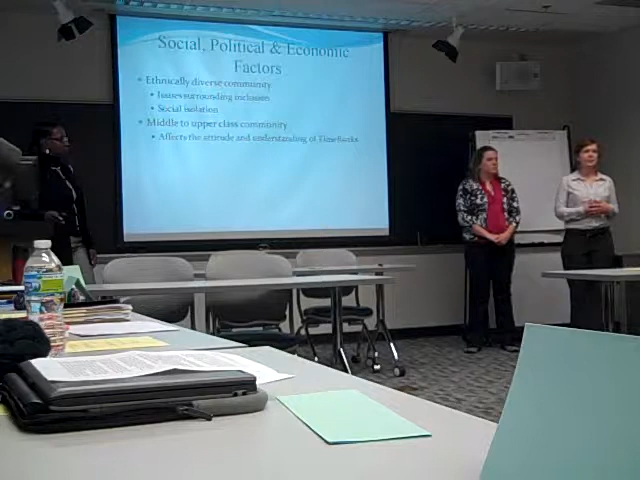 Social, Political & Economic
Factors
Ethnically diverse community
Issues surrounding inclusion
Social isolation
Middle to upper class community
Affects the attitude and understanding of TimeBanks